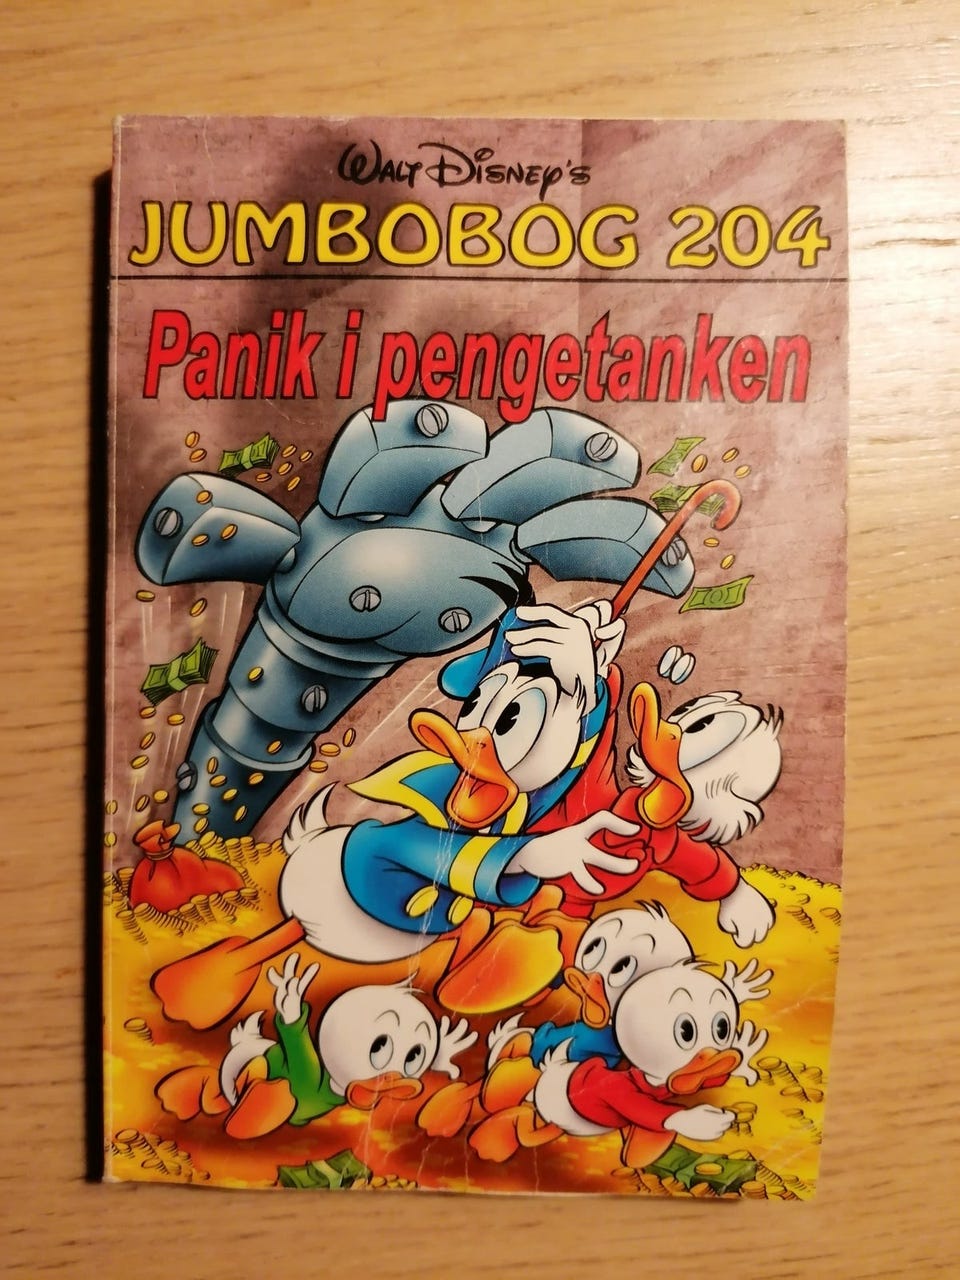 Walt Disney's
JUMBOBOG 204
Panik i pengetanken